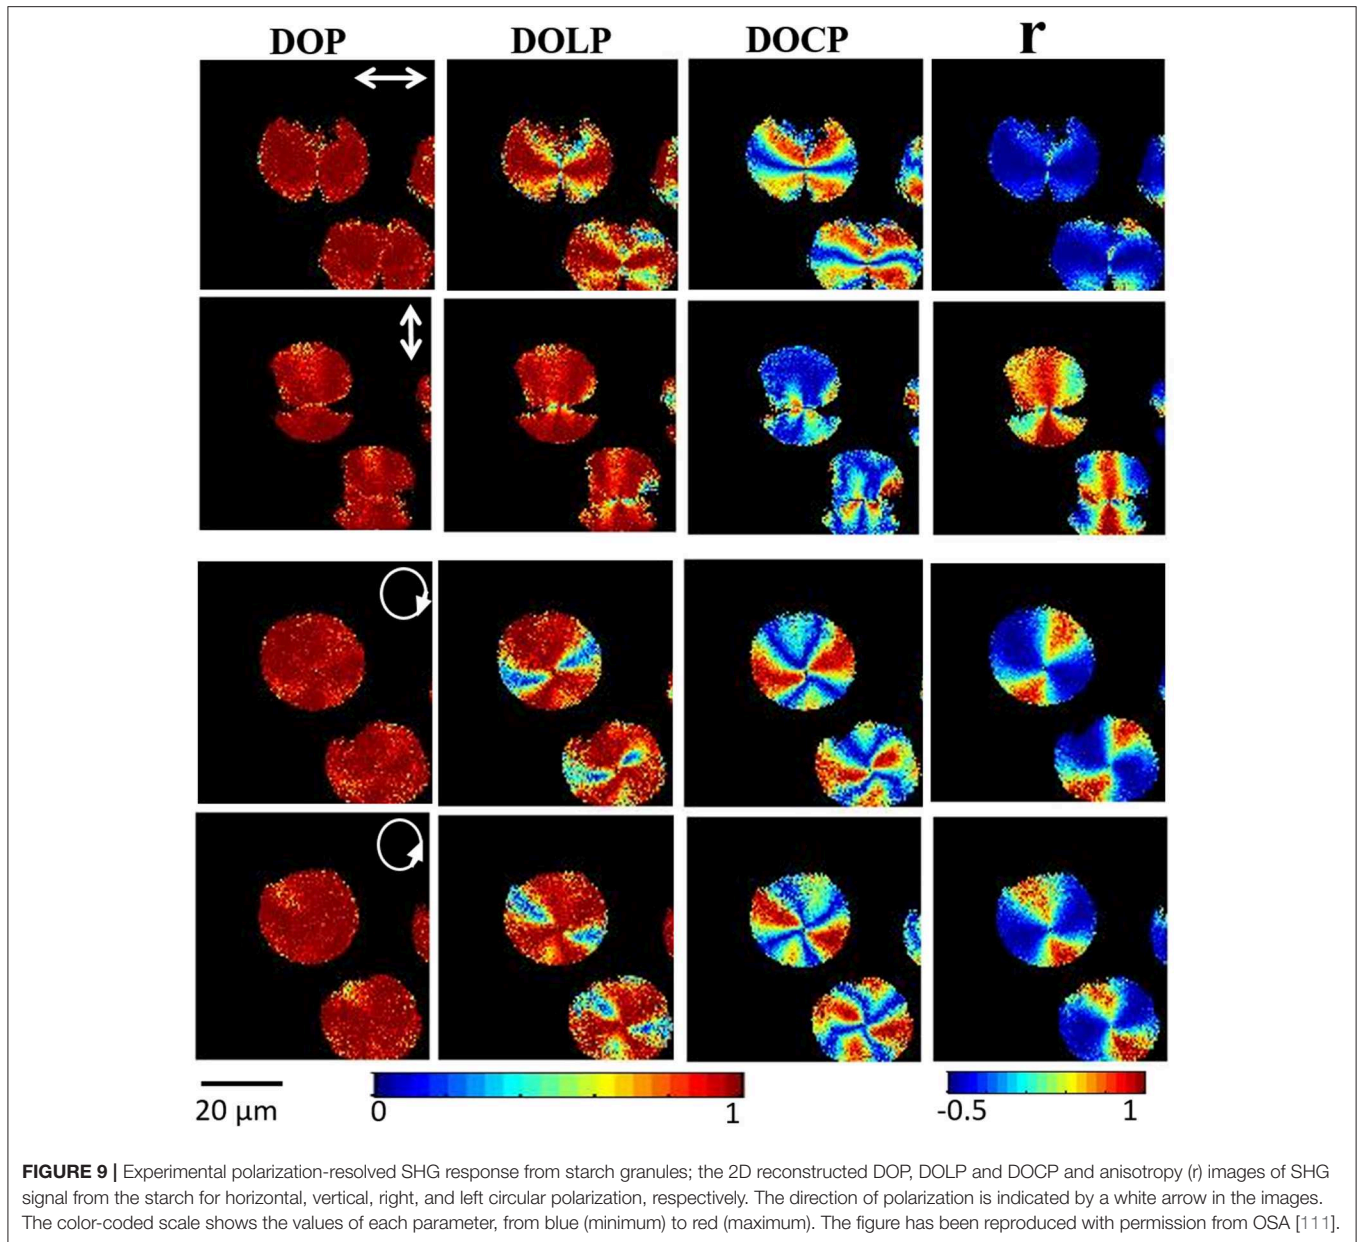 DOP DOLP DOCP r
20 μm
0 1
-0.5 1
FIGURE 9 | Experimental polarization-resolved SHG response from starch granules; the 2D reconstructed DOP, DOLP and DOCP and anisotropy (r) images of SHG
signal from the starch for horizontal, vertical, right, and left circular polarization, respectively. The direction of polarization is indicated by a white arrow in the images.
The color-coded scale shows the values of each parameter, from blue (minimum) to red (maximum). The figure has been reproduced with permission from OSA [111].